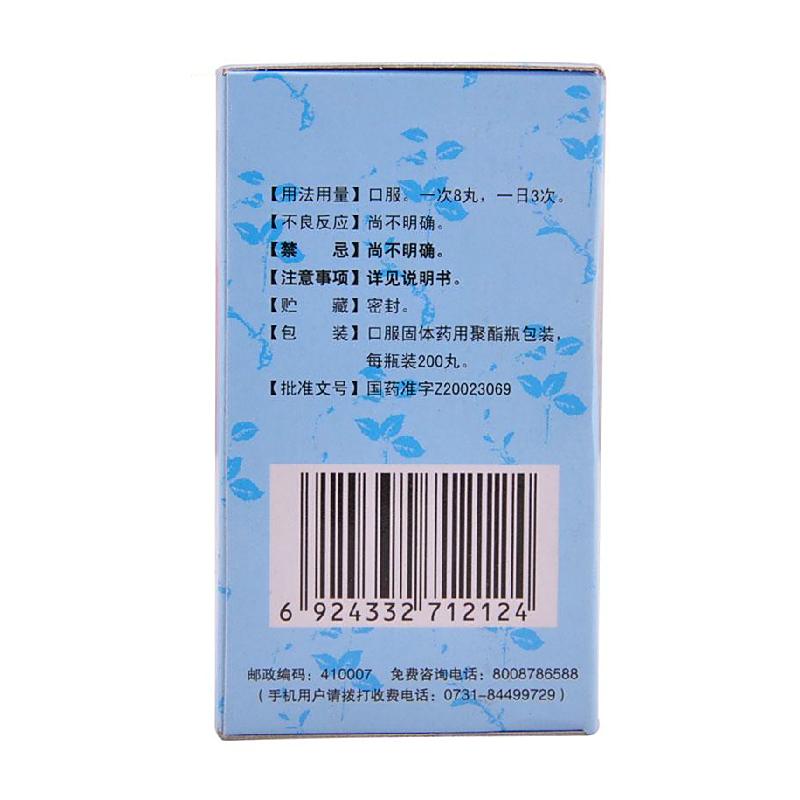 【用法用量】口服。一次8丸，一日3次。
【不良反应】尚不明确。
【禁　忌】尚不明确。
【注意事项】详见说明书。
【贮　藏】密封。
【包　装】口服固体药用聚酯瓶包装，
每瓶装200丸。
【批准文号】国药准字Z20023069
6 924332 712124
邮政编码：410007　免费咨询电话：8008786588
（手机用户请拨打收费电话：0731-84499729）